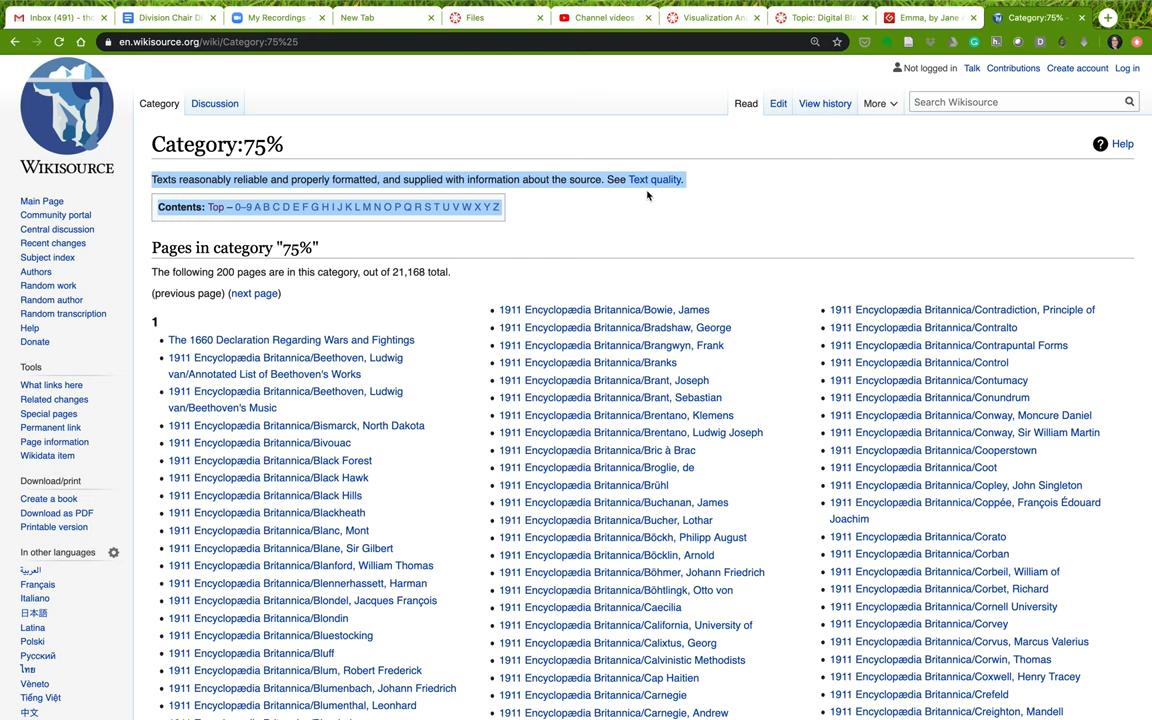 Inbox (491) - tho
Division Chair Di
My Recordings -
New Tab
Files
Channel videos
Visualization An
Topic: Digital Bl
Emma, by Jane A
Category:75% -
en.wikisource.org/wiki/Category:75%25
Not logged in Talk Contributions Create account Log in
Category Discussion Read Edit View history More Search Wikisource
Category:75%
Help
WIKISOURCE
Texts reasonably reliable and properly formatted, and supplied with information about the source. See Text quality.
Contents: Top – 0–9 A B C D E F G H I J K L M N O P Q R S T U V W X Y Z
Main Page
Community portal
Central discussion
Recent changes
Subject index
Authors
Random work
Random author
Random transcription
Help
Donate
Tools
What links here
Related changes
Special pages
Permanent link
Page information
Wikidata item
Download/print
Create a book
Download as PDF
Printable version
In other languages
العربية
Français
Italiano
日本語
Latina
Polski
Русский
ไทย
Vèneto
Tiếng Việt
中文
Pages in category "75%"
The following 200 pages are in this category, out of 21,168 total.
(previous page) (next page)
1
The 1660 Declaration Regarding Wars and Fightings
1911 Encyclopædia Britannica/Beethoven, Ludwig
van/Annotated List of Beethoven's Works
1911 Encyclopædia Britannica/Beethoven, Ludwig
van/Beethoven's Music
1911 Encyclopædia Britannica/Bismarck, North Dakota
1911 Encyclopædia Britannica/Bivouac
1911 Encyclopædia Britannica/Black Forest
1911 Encyclopædia Britannica/Black Hawk
1911 Encyclopædia Britannica/Black Hills
1911 Encyclopædia Britannica/Blackheath
1911 Encyclopædia Britannica/Blanc, Mont
1911 Encyclopædia Britannica/Blane, Sir Gilbert
1911 Encyclopædia Britannica/Blanford, William Thomas
1911 Encyclopædia Britannica/Blennerhassett, Harman
1911 Encyclopædia Britannica/Blondel, Jacques François
1911 Encyclopædia Britannica/Blondin
1911 Encyclopædia Britannica/Bluestocking
1911 Encyclopædia Britannica/Bluff
1911 Encyclopædia Britannica/Blum, Robert Frederick
1911 Encyclopædia Britannica/Blumenbach, Johann Friedrich
1911 Encyclopædia Britannica/Blumenthal, Leonhard
1911 Encyclopædia Britannica/Bowie, James
1911 Encyclopædia Britannica/Bradshaw, George
1911 Encyclopædia Britannica/Brangwyn, Frank
1911 Encyclopædia Britannica/Branks
1911 Encyclopædia Britannica/Brant, Joseph
1911 Encyclopædia Britannica/Brant, Sebastian
1911 Encyclopædia Britannica/Brentano, Klemens
1911 Encyclopædia Britannica/Brentano, Ludwig Joseph
1911 Encyclopædia Britannica/Bric à Brac
1911 Encyclopædia Britannica/Broglie, de
1911 Encyclopædia Britannica/Brühl
1911 Encyclopædia Britannica/Buchanan, James
1911 Encyclopædia Britannica/Bucher, Lothar
1911 Encyclopædia Britannica/Böckh, Philipp August
1911 Encyclopædia Britannica/Böcklin, Arnold
1911 Encyclopædia Britannica/Böhmer, Johann Friedrich
1911 Encyclopædia Britannica/Böhtlingk, Otto von
1911 Encyclopædia Britannica/Caecilia
1911 Encyclopædia Britannica/California, University of
1911 Encyclopædia Britannica/Calixtus, Georg
1911 Encyclopædia Britannica/Calvinistic Methodists
1911 Encyclopædia Britannica/Cap Haitien
1911 Encyclopædia Britannica/Carnegie
1911 Encyclopædia Britannica/Carnegie, Andrew
1911 Encyclopædia Britannica/Contradiction, Principle of
1911 Encyclopædia Britannica/Contralto
1911 Encyclopædia Britannica/Contrapuntal Forms
1911 Encyclopædia Britannica/Control
1911 Encyclopædia Britannica/Contumacy
1911 Encyclopædia Britannica/Conundrum
1911 Encyclopædia Britannica/Conway, Moncure Daniel
1911 Encyclopædia Britannica/Conway, Sir William Martin
1911 Encyclopædia Britannica/Cooperstown
1911 Encyclopædia Britannica/Coot
1911 Encyclopædia Britannica/Copley, John Singleton
1911 Encyclopædia Britannica/Coppée, François Édouard
Joachim
1911 Encyclopædia Britannica/Corato
1911 Encyclopædia Britannica/Corban
1911 Encyclopædia Britannica/Corbeil, William of
1911 Encyclopædia Britannica/Corbet, Richard
1911 Encyclopædia Britannica/Cornell University
1911 Encyclopædia Britannica/Corvey
1911 Encyclopædia Britannica/Corvus, Marcus Valerius
1911 Encyclopædia Britannica/Corwin, Thomas
1911 Encyclopædia Britannica/Coxwell, Henry Tracey
1911 Encyclopædia Britannica/Crefeld
1911 Encyclopædia Britannica/Creighton, Mandell